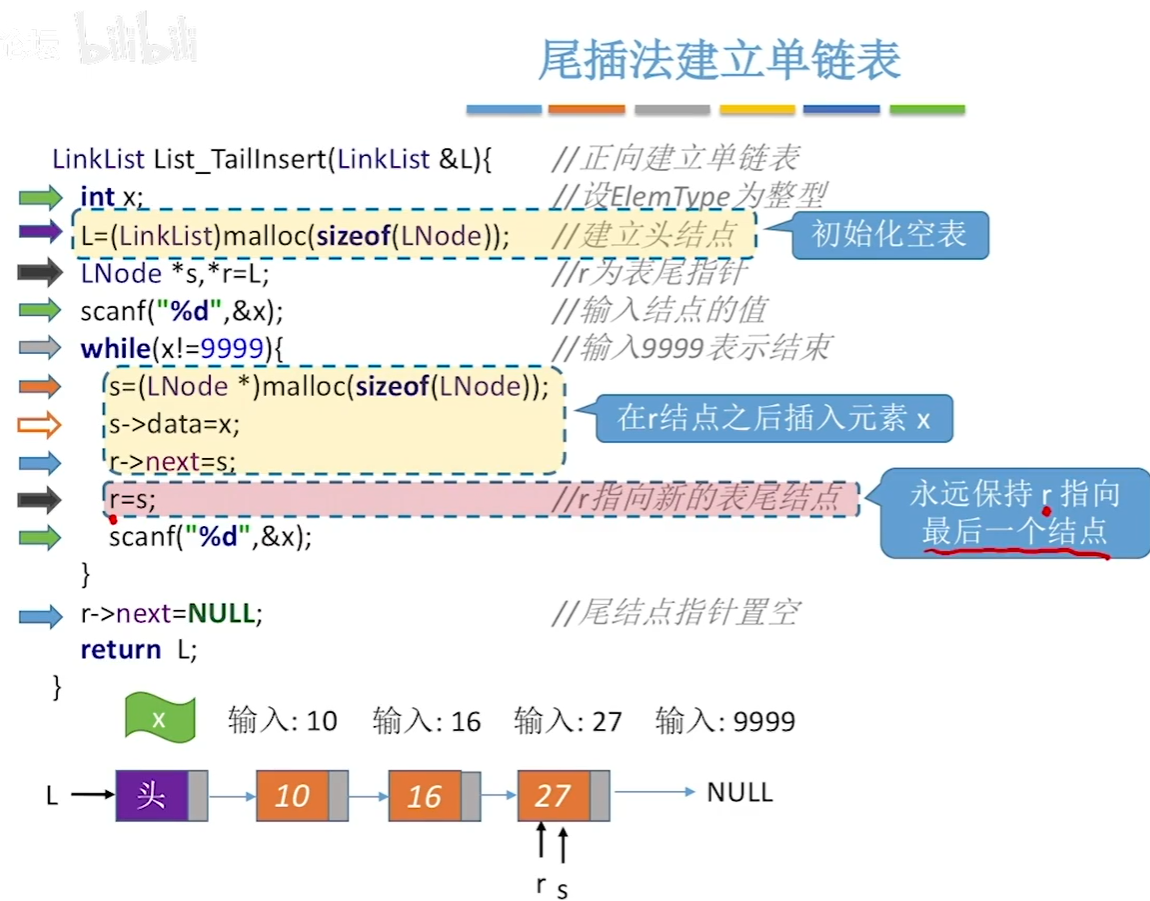 bilibili
尾插法建立单链表
LinkList List_TailInsert(LinkList &L){ //正向建立单链表
int x; //设ElemType为整型
L=(LinkList)malloc(sizeof(LNode)); //建立头结点 初始化空表
LNode *s,*r=L; //r为表尾指针
scanf("%d",&x); //输入结点的值
while(x!=9999){ //输入9999表示结束
s=(LNode *)malloc(sizeof(LNode));
s->data=x; 在r结点之后插入元素 x
r->next=s;
r=s; //r指向新的表尾结点 永远保持 r 指向
最后一个结点
scanf("%d",&x);
}
r->next=NULL; //尾结点指针置空
return L;
}
x 输入: 10 输入: 16 输入: 27 输入: 9999
L 头 10 16 27 NULL
r s